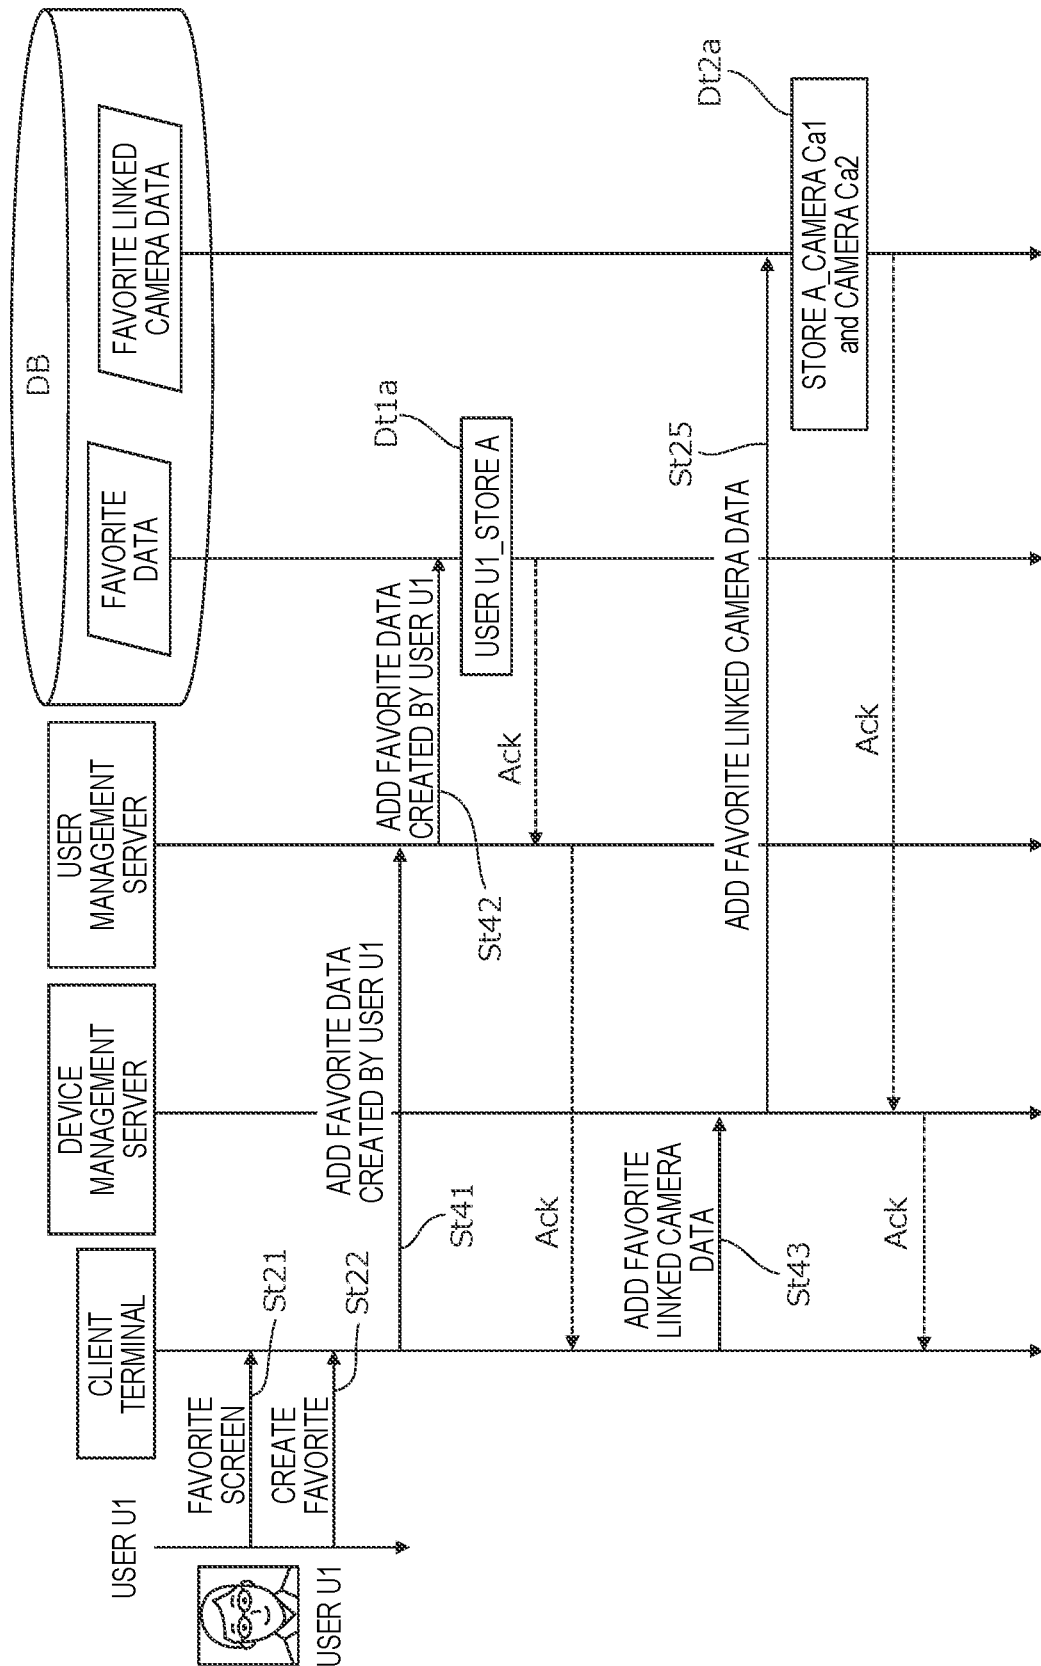 USER U1
CLIENT
TERMINAL
DEVICE
MANAGEMENT
SERVER
USER
MANAGEMENT
SERVER
DB
FAVORITE
DATA
FAVORITE LINKED
CAMERA DATA
USER U1
FAVORITE
SCREEN
St21
CREATE
FAVORITE
St22
ADD FAVORITE DATA
CREATED BY USER U1
St41
ADD FAVORITE DATA
CREATED BY USER U1
St42
Dt1a
USER U1_STORE A
Ack
Ack
ADD FAVORITE
LINKED CAMERA
DATA
St43
ADD FAVORITE LINKED CAMERA DATA
St25
Dt2a
STORE A_CAMERA Ca1
and CAMERA Ca2
Ack
Ack